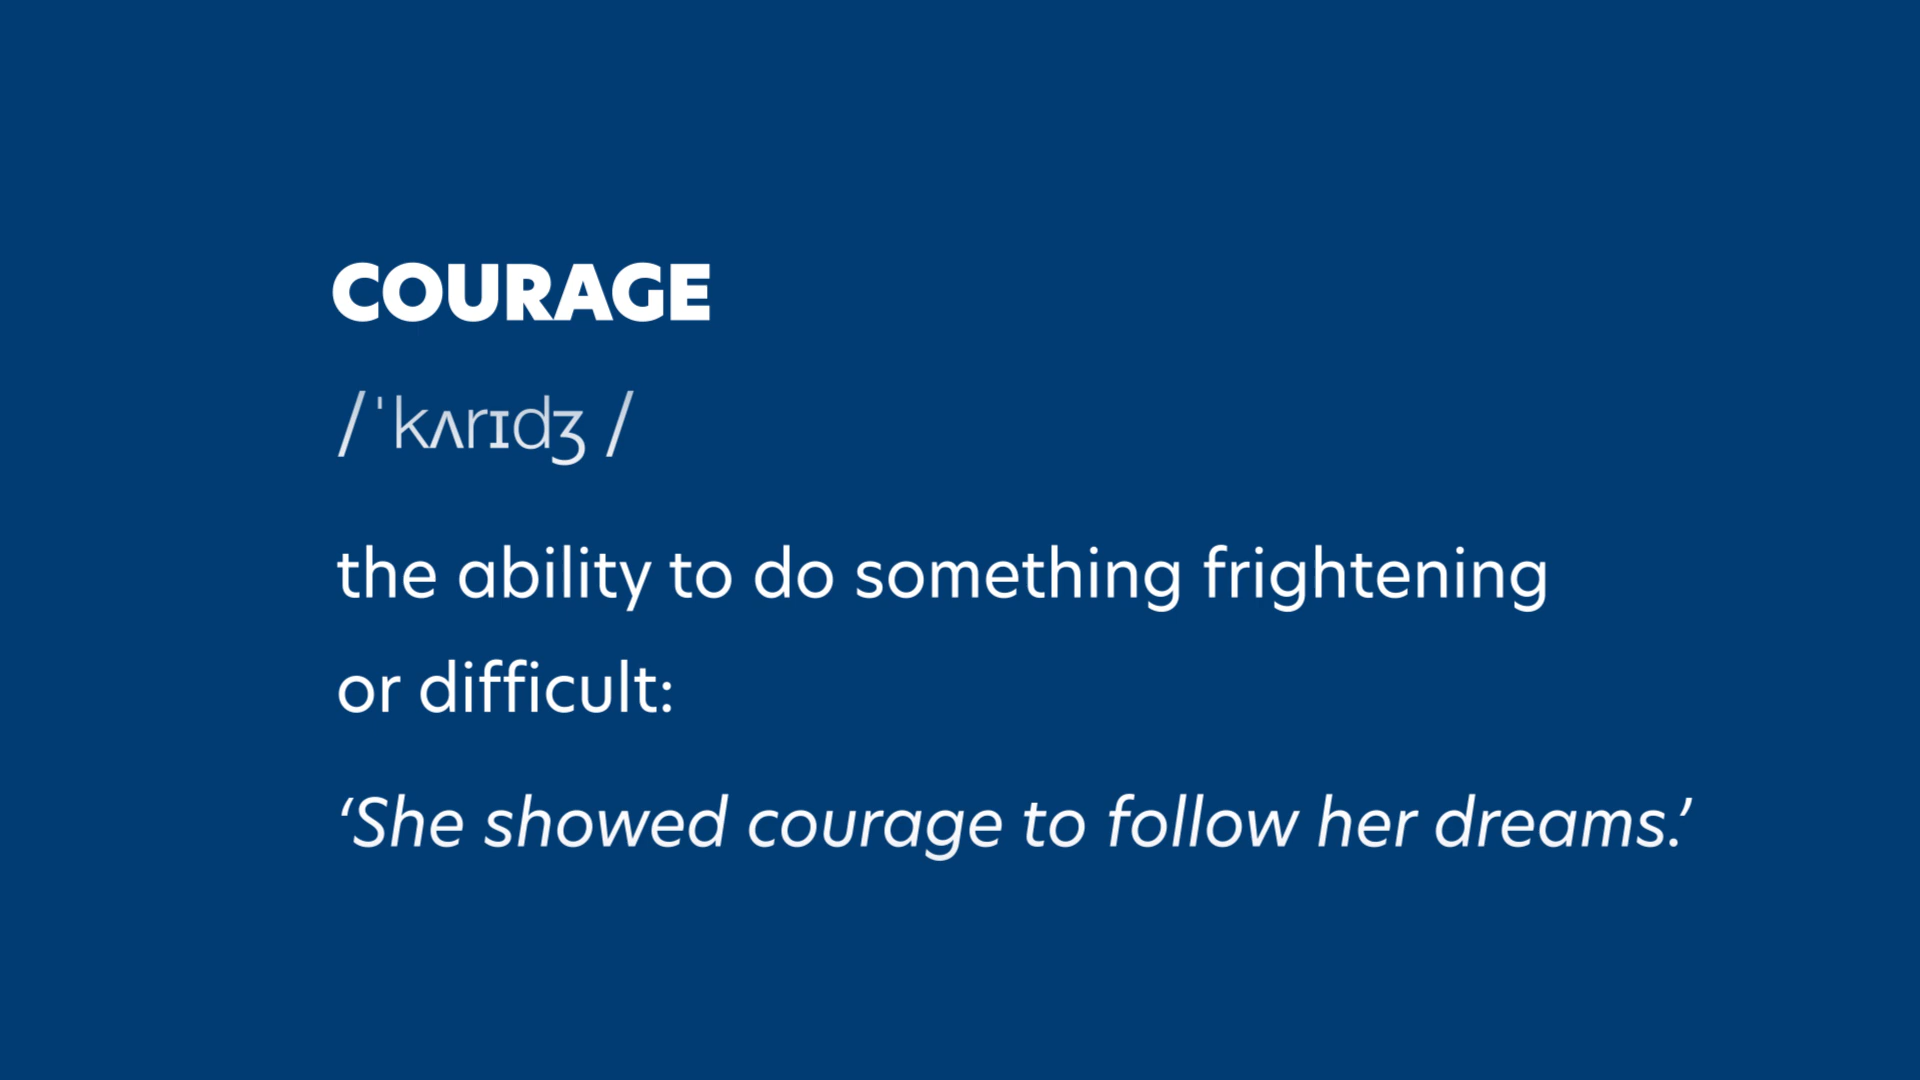 COURAGE
/ˈkʌrɪdʒ /
the ability to do something frightening
or difficult:
‘She showed courage to follow her dreams.’